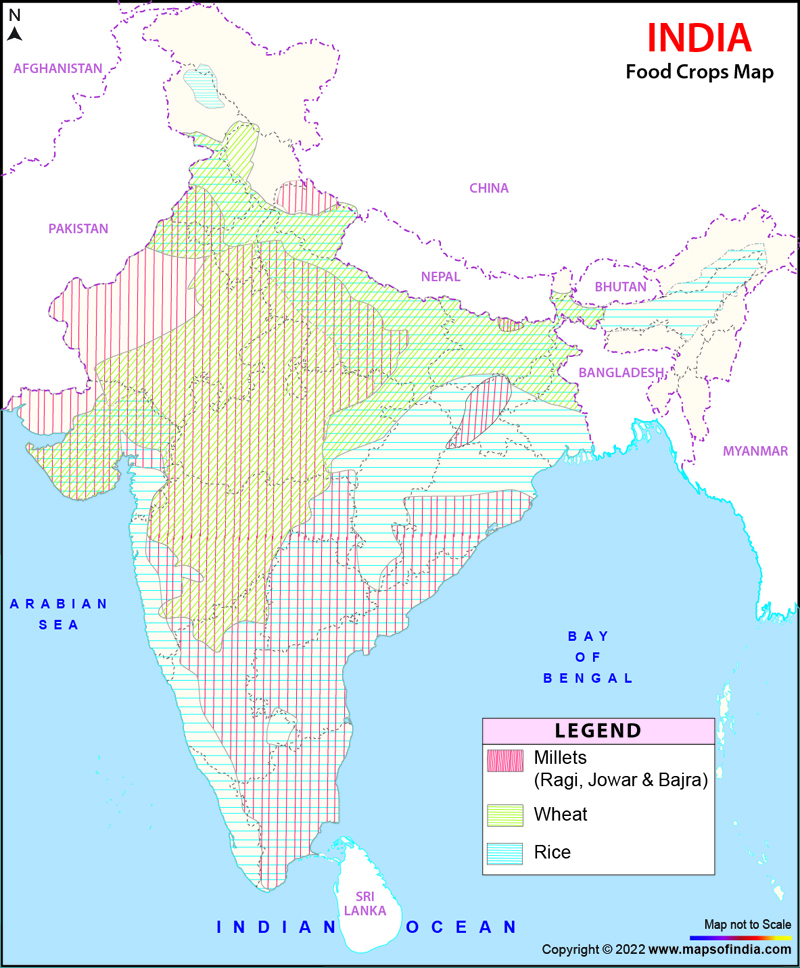 N
INDIA
Food Crops Map
AFGHANISTAN
CHINA
PAKISTAN
NEPAL
BHUTAN
BANGLADESH
MYANMAR
ARABIAN
SEA
BAY
OF
BENGAL
LEGEND
Millets
(Ragi, Jowar & Bajra)
Wheat
Rice
SRI
LANKA
INDIAN OCEAN
Map not to Scale
Copyright © 2022 www.mapsofindia.com